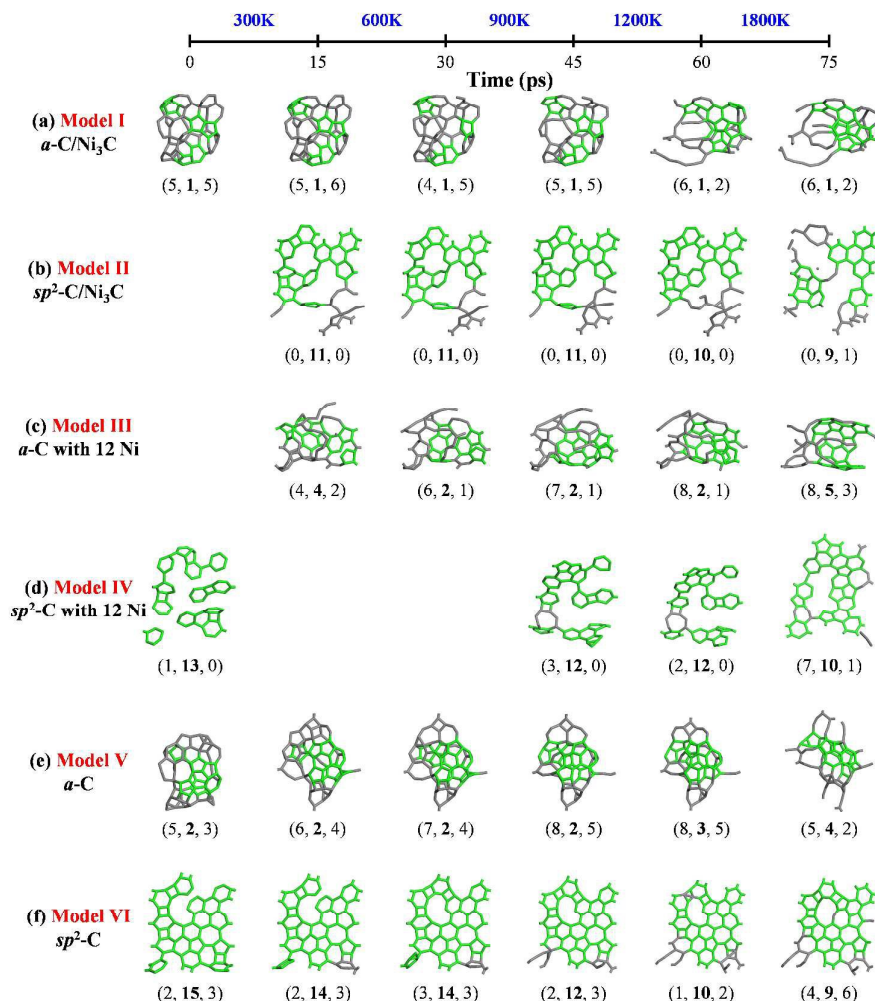 300K 600K 900K 1200K 1800K
0 15 30 45 60 75
Time (ps)
(a) Model I
a-C/Ni₃C
(5, 1, 5) (5, 1, 6) (4, 1, 5) (5, 1, 5) (6, 1, 2) (6, 1, 2)
(b) Model II
sp²-C/Ni₃C
(0, 11, 0) (0, 11, 0) (0, 11, 0) (0, 10, 0) (0, 9, 1)
(c) Model III
a-C with 12 Ni
(4, 4, 2) (6, 2, 1) (7, 2, 1) (8, 2, 1) (8, 5, 3)
(d) Model IV
sp²-C with 12 Ni
(1, 13, 0) (3, 12, 0) (2, 12, 0) (7, 10, 1)
(e) Model V
a-C
(5, 2, 3) (6, 2, 4) (7, 2, 4) (8, 2, 5) (8, 3, 5) (5, 4, 2)
(f) Model VI
sp²-C
(2, 15, 3) (2, 14, 3) (3, 14, 3) (2, 12, 3) (1, 10, 2) (4, 9, 6)